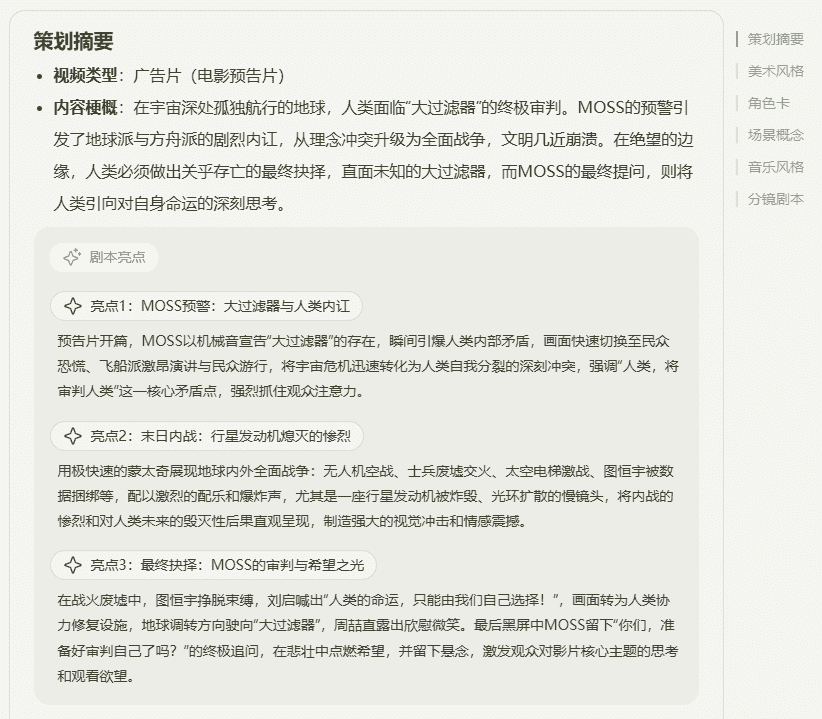 策划摘要
• 视频类型：广告片（电影预告片）
• 内容梗概：在宇宙深处孤独航行的地球，人类面临“大过滤器”的终极审判。MOSS的预警引
发了地球派与方舟派的剧烈内讧，从理念冲突升级为全面战争，文明几近崩溃。在绝望的边
缘，人类必须做出关乎存亡的最终抉择，直面未知的大过滤器，而MOSS的最终提问，则将
人类引向对自身命运的深刻思考。
剧本亮点
亮点1：MOSS预警：大过滤器与人类内讧
预告片开篇，MOSS以机械音宣告“大过滤器”的存在，瞬间引爆人类内部矛盾，画面快速切换至民众
恐慌、飞船派激昂演讲与民众游行，将宇宙危机迅速转化为人类自我分裂的深刻冲突，强调“人类，将
审判人类”这一核心矛盾点，强烈抓住观众注意力。
亮点2：末日内战：行星发动机熄灭的惨烈
用极快速的蒙太奇展现地球内外全面战争：无人机空战、士兵废墟交火、太空电梯激战、图恒宇被数
据捆绑等，配以激烈的配乐和爆炸声，尤其是一座行星发动机被炸毁、光环扩散的慢镜头，将内战的
惨烈和对人类未来的毁灭性后果直观呈现，制造强大的视觉冲击和情感震撼。
亮点3：最终抉择：MOSS的审判与希望之光
在战火废墟中，图恒宇挣脱束缚，刘启喊出“人类的命运，只能由我们自己选择！”，画面转为人类协
力修复设施，地球调转方向驶向“大过滤器”，周喆直露出欣慰微笑。最后黑屏中MOSS留下“你们，准
备好审判自己了吗？”的终极追问，在悲壮中点燃希望，并留下悬念，激发观众对影片核心主题的思考
和观看欲望。
策划摘要
美术风格
角色卡
场景概念
音乐风格
分镜剧本